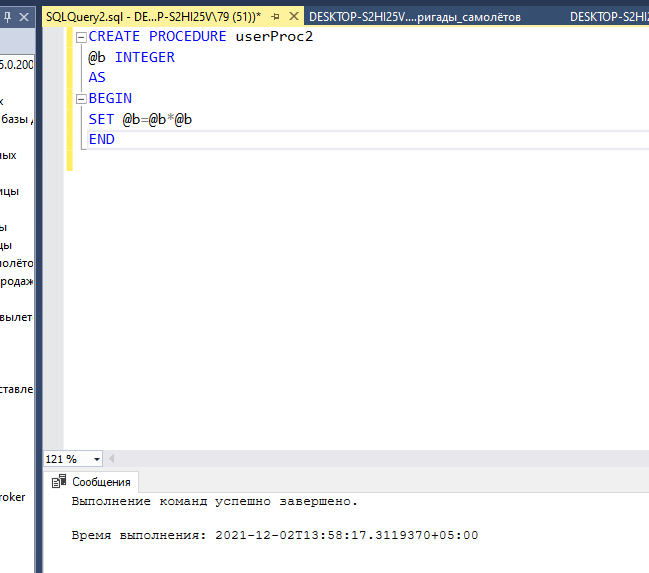 SQLQuery2.sql - DE...P-S2HI25V\79 (51))*
DESKTOP-S2HI25V....ригады_самолётов
DESKTOP-S2HI25
CREATE PROCEDURE userProc2
@b INTEGER
AS
BEGIN
SET @b=@b*@b
END
5.0.200
х
базы д
ных
ицы
ы
цы
молёто
родаж
вылет
ставле
roker
121 %
Сообщения
Выполнение команд успешно завершено.
Время выполнения: 2021-12-02T13:58:17.3119370+05:00